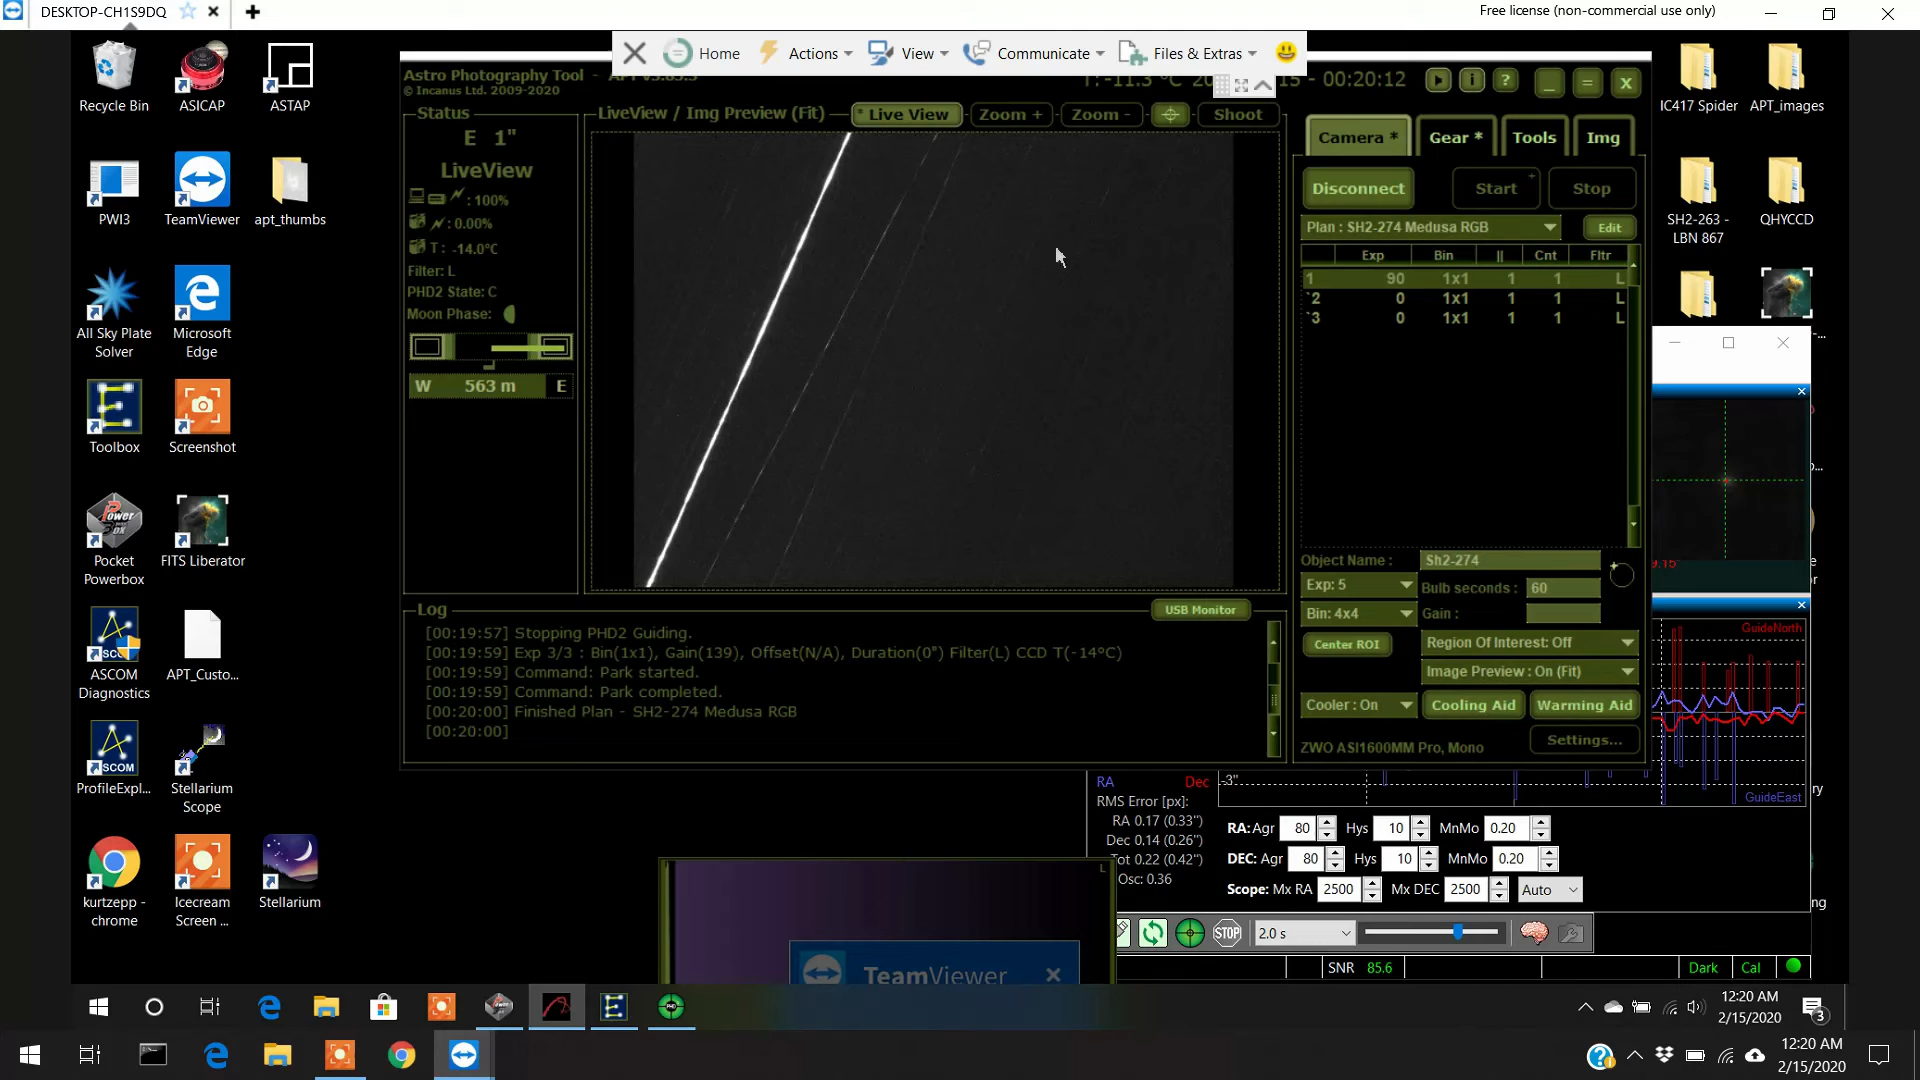 DESKTOP-CH1S9DQ
Free license (non-commercial use only)
Home
Actions
View
Communicate
Files & Extras
Recycle Bin
ASICAP
ASTAP
PWI3
TeamViewer
apt_thumbs
All Sky Plate
Solver
Microsoft
Edge
Toolbox
Screenshot
Pocket
Powerbox
FITS Liberator
ASCOM
Diagnostics
APT_Custo...
ProfileExpl...
Stellarium
Scope
kurtzepp -
chrome
Icecream
Screen ...
Stellarium
Astro Photography Tool -
© Incanus Ltd. 2009-2020
- 00:20:12
Status
E 1"
LiveView
: 100%
: 0.00%
T : -14.0°C
Filter: L
PHD2 State: C
Moon Phase:
W 563 m E
LiveView / Img Preview (Fit)
* Live View
Zoom +
Zoom -
Shoot
Log
USB Monitor
[00:19:57] Stopping PHD2 Guiding.
[00:19:59] Exp 3/3 : Bin(1x1), Gain(139), Offset(N/A), Duration(0") Filter(L) CCD T(-14°C)
[00:19:59] Command: Park started.
[00:19:59] Command: Park completed.
[00:20:00] Finished Plan - SH2-274 Medusa RGB
[00:20:00]
Camera *
Gear *
Tools
Img
Disconnect
Start
Stop
Plan : SH2-274 Medusa RGB
Edit
Exp Bin || Cnt Fltr
1 90 1x1 1 1 L
`2 0 1x1 1 1 L
`3 0 1x1 1 1 L
Object Name : Sh2-274
Exp: 5
Bulb seconds : 60
Bin: 4x4
Gain :
Center ROI
Region Of Interest: Off
Image Preview : On (Fit)
Cooler : On
Cooling Aid
Warming Aid
ZWO ASI1600MM Pro, Mono
Settings...
IC417 Spider
APT_images
SH2-263 -
LBN 867
QHYCCD
GuideNorth
GuideEast
-3"
RA Dec
RMS Error [px]:
RA 0.17 (0.33")
Dec 0.14 (0.26")
Tot 0.22 (0.42")
Osc: 0.36
RA: Agr 80 Hys 10 MnMo 0.20
DEC: Agr 80 Hys 10 MnMo 0.20
Scope: Mx RA 2500 Mx DEC 2500 Auto
STOP
2.0 s
SNR 85.6
Dark
Cal
TeamViewer
12:20 AM
2/15/2020
3
12:20 AM
2/15/2020